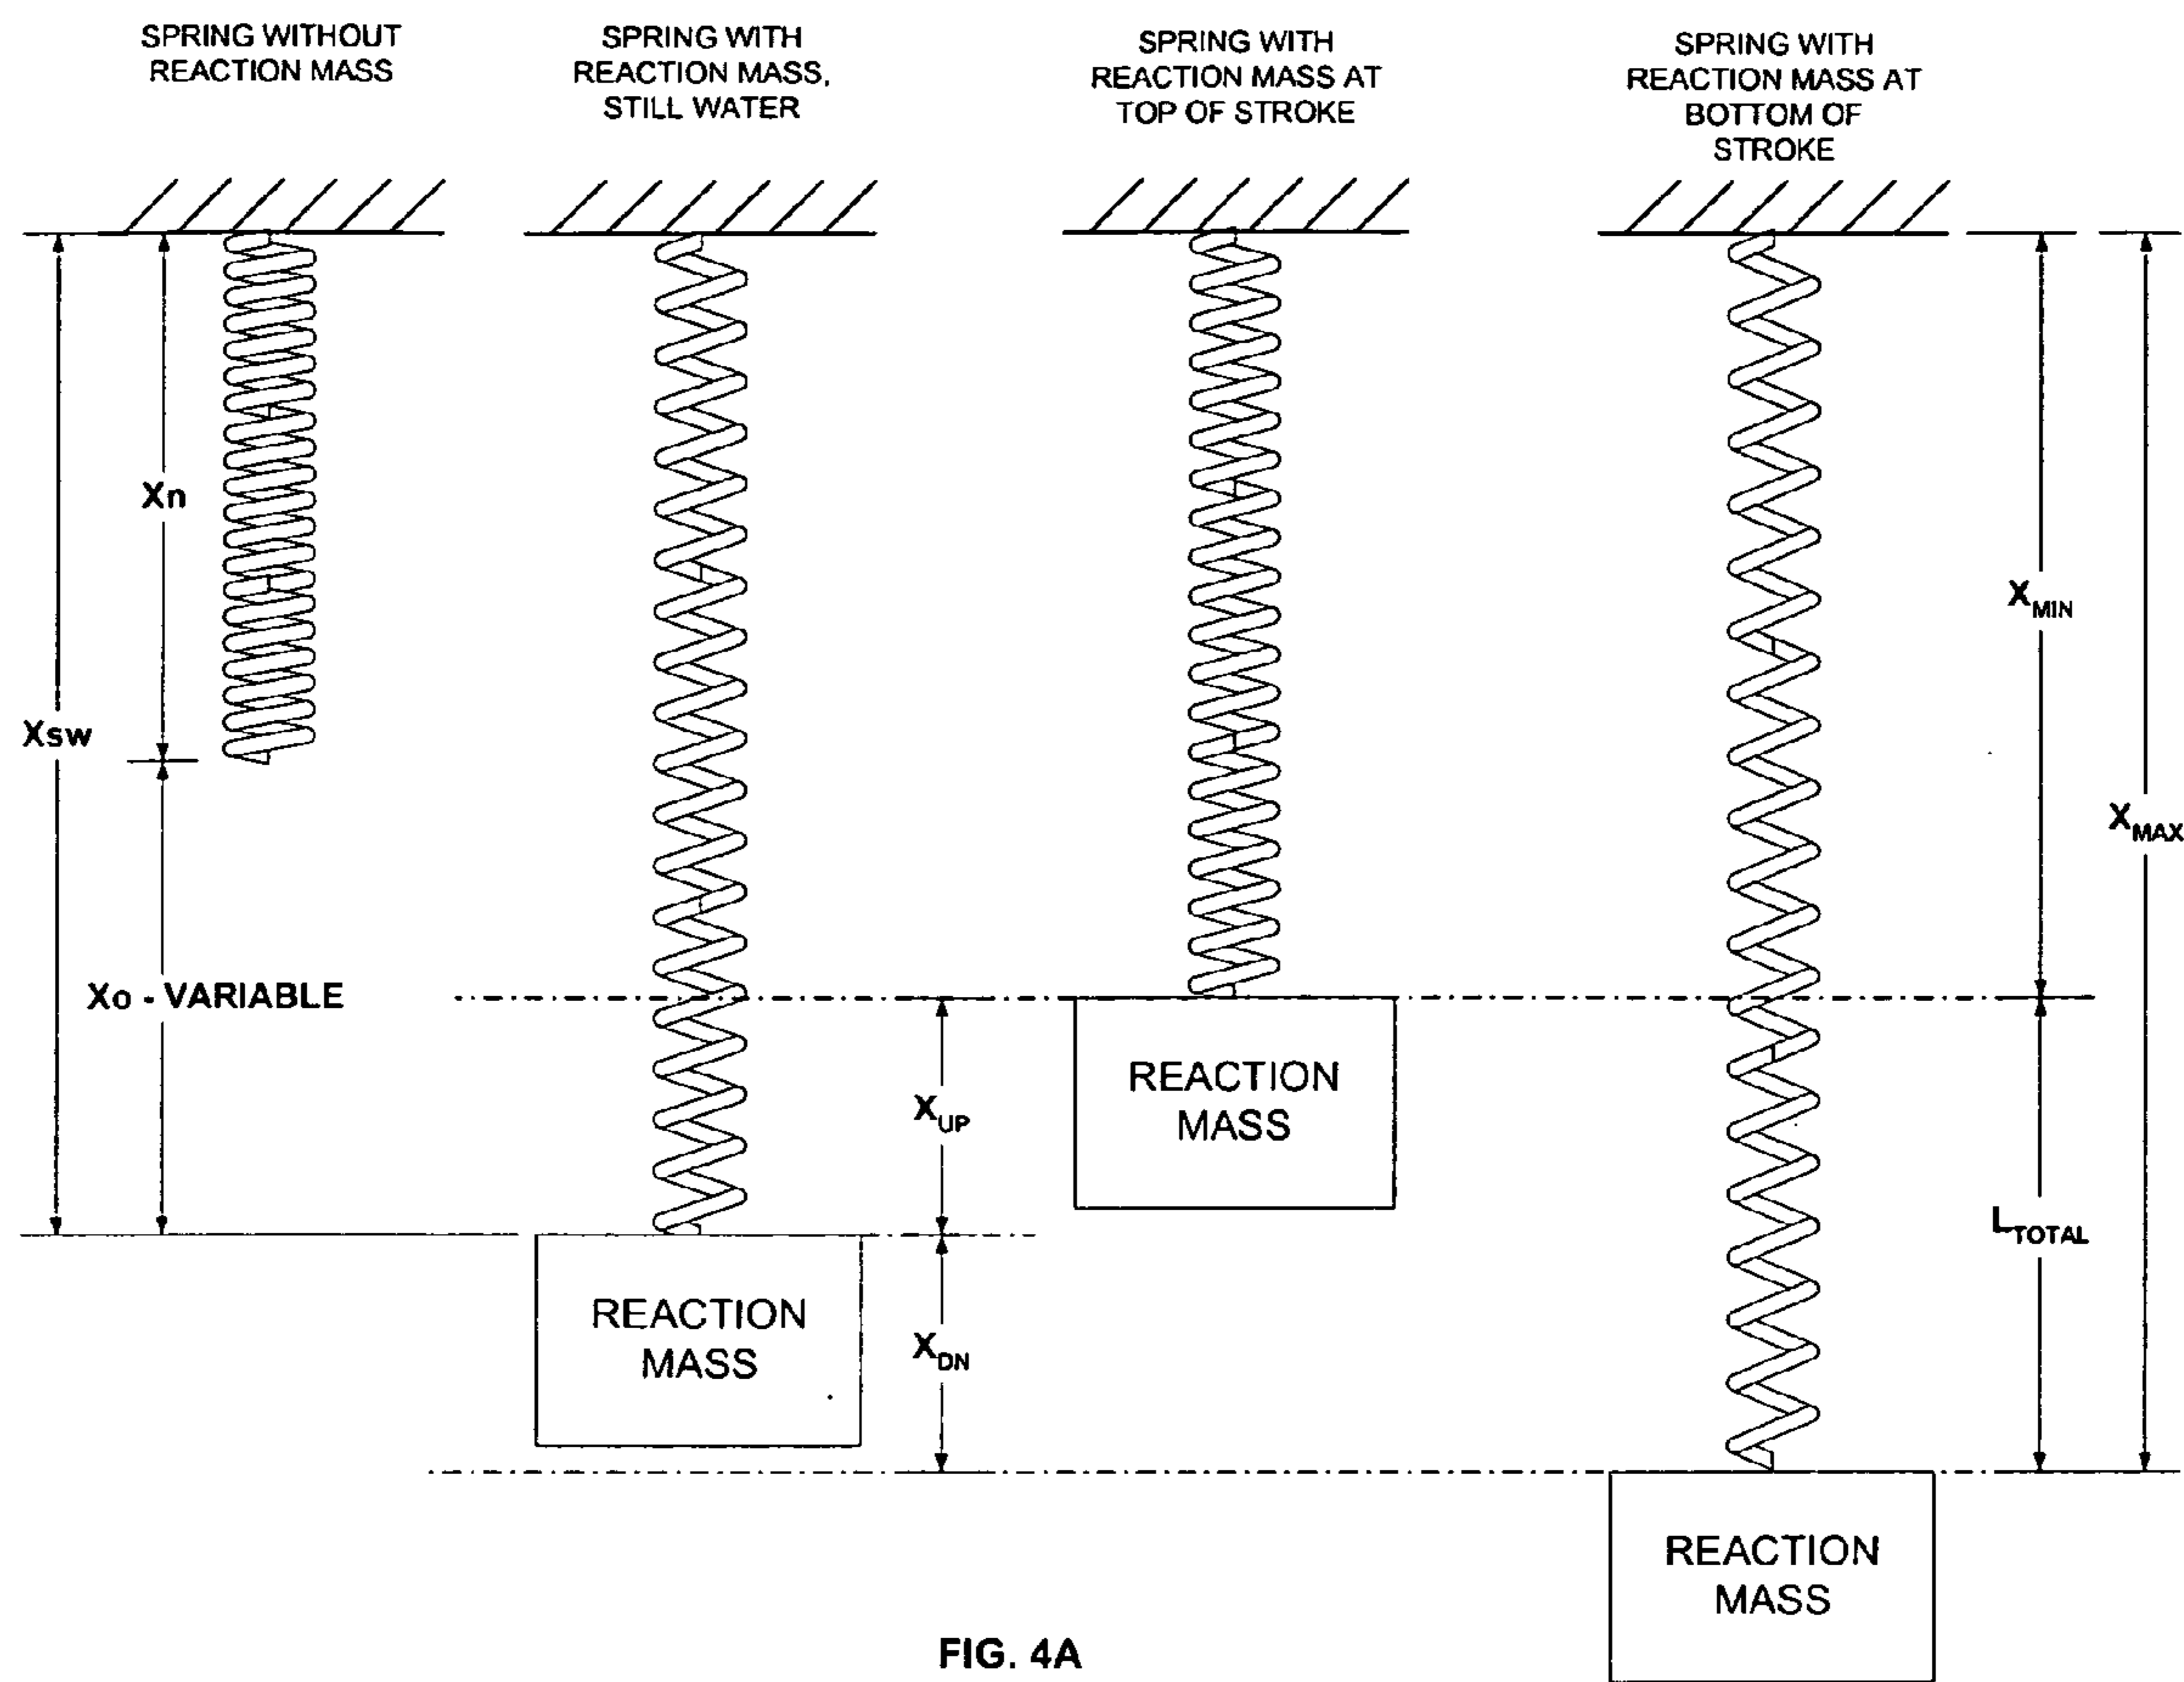 SPRING WITHOUT
REACTION MASS
SPRING WITH
REACTION MASS,
STILL WATER
SPRING WITH
REACTION MASS AT
TOP OF STROKE
SPRING WITH
REACTION MASS AT
BOTTOM OF
STROKE
Xn
Xsw
Xo - VARIABLE
XUP
XDN
XMIN
XMAX
LTOTAL
REACTION
MASS
REACTION
MASS
REACTION
MASS
FIG. 4A